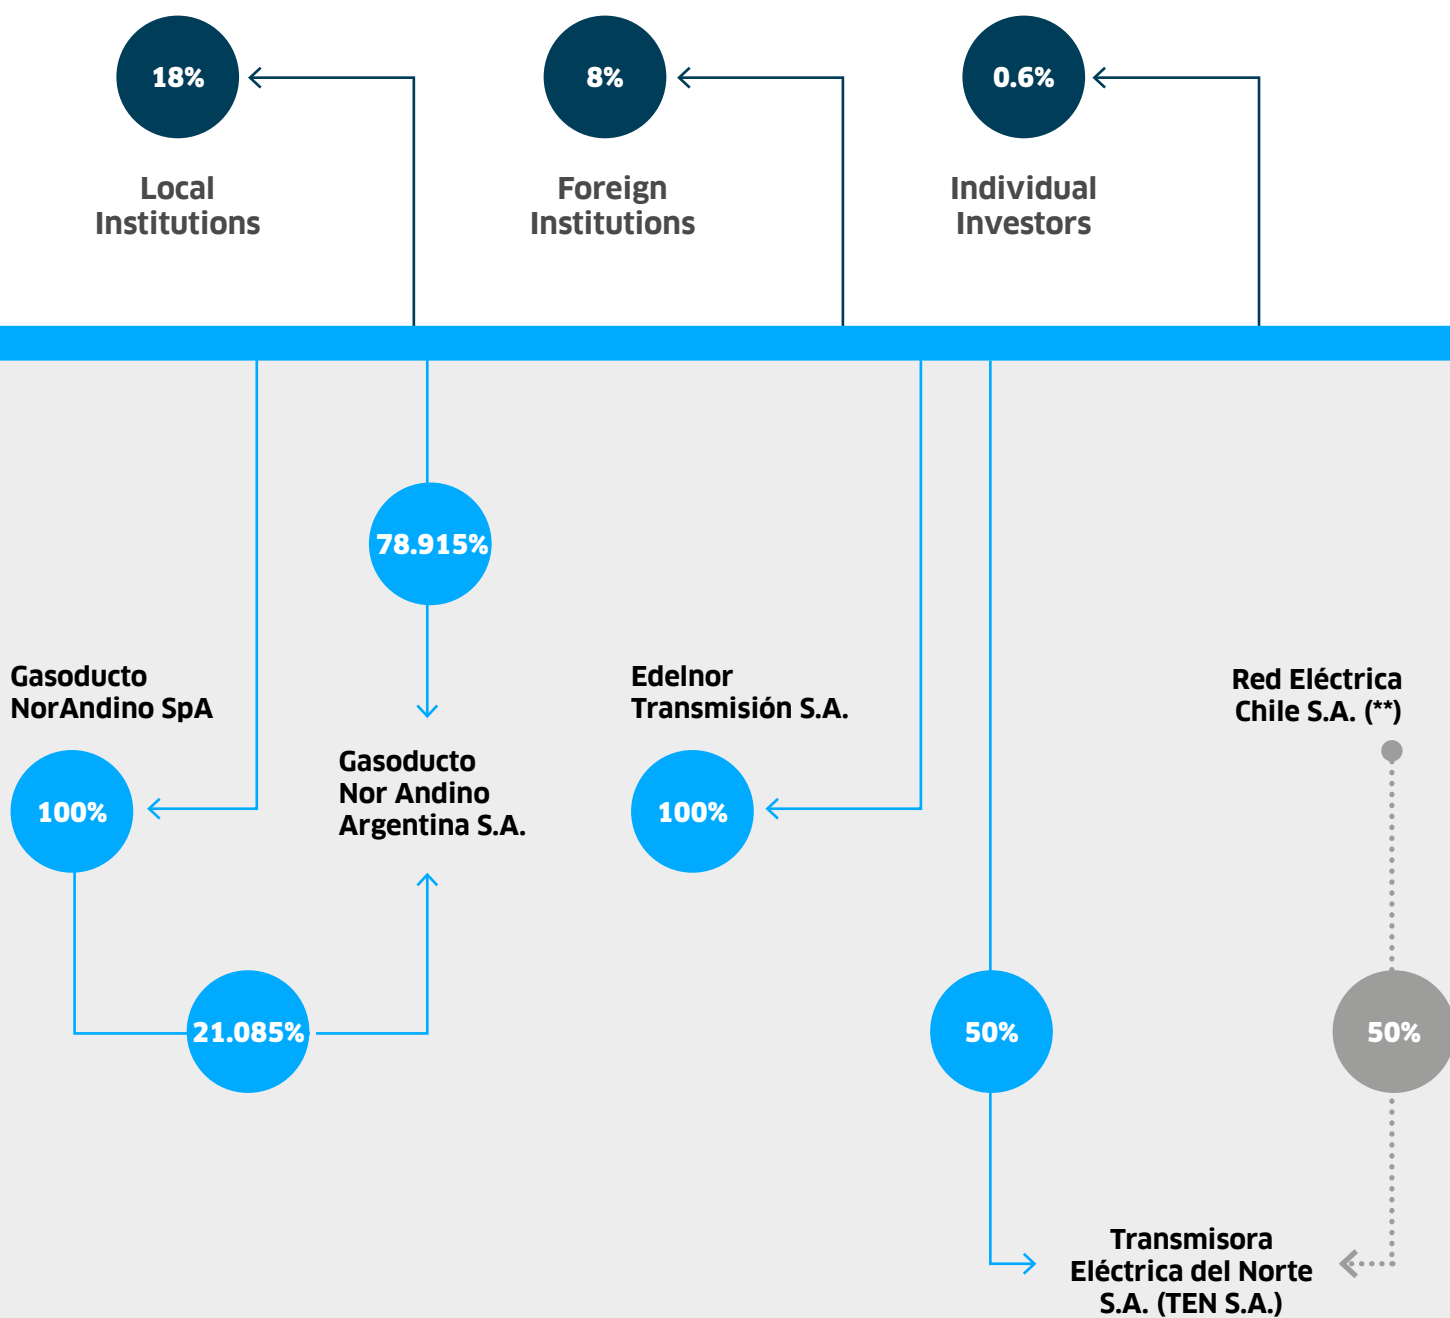 18%
8%
0.6%
Local
Institutions
Foreign
Institutions
Individual
Investors
78.915%
Gasoducto
NorAndino SpA
Edelnor
Transmisión S.A.
Red Eléctrica
Chile S.A. (**)
Gasoducto
Nor Andino
Argentina S.A.
100%
100%
21.085%
50%
50%
Transmisora
Eléctrica del Norte
S.A. (TEN S.A.)